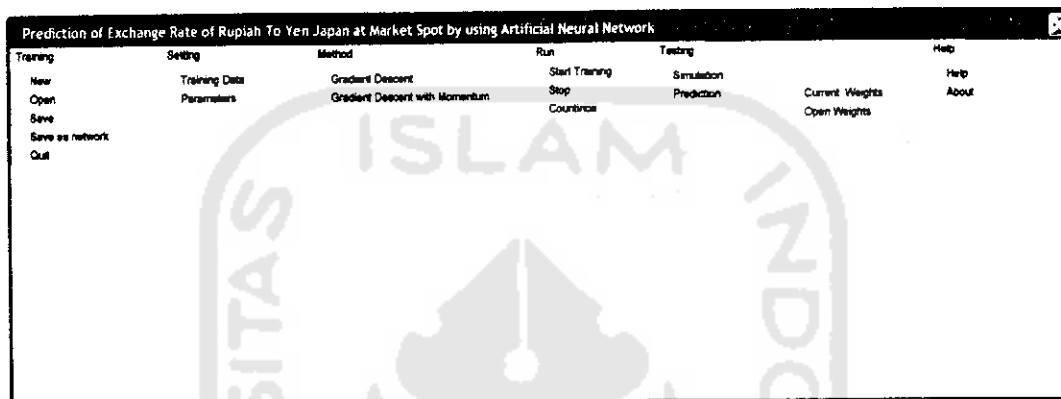 Prediction of Exchange Rate of Rupiah To Yen Japan at Market Spot by using Artificial Neural Network
Training Setting Method Run Testing Help
New Training Data Gradient Descent Start Training Simulation Help
Open Parameters Gradient Descent with Momentum Stop Prediction Current Weights About
Save Countinue Open Weights
Save as network
Quit
ISLAM
SITAS
INDO